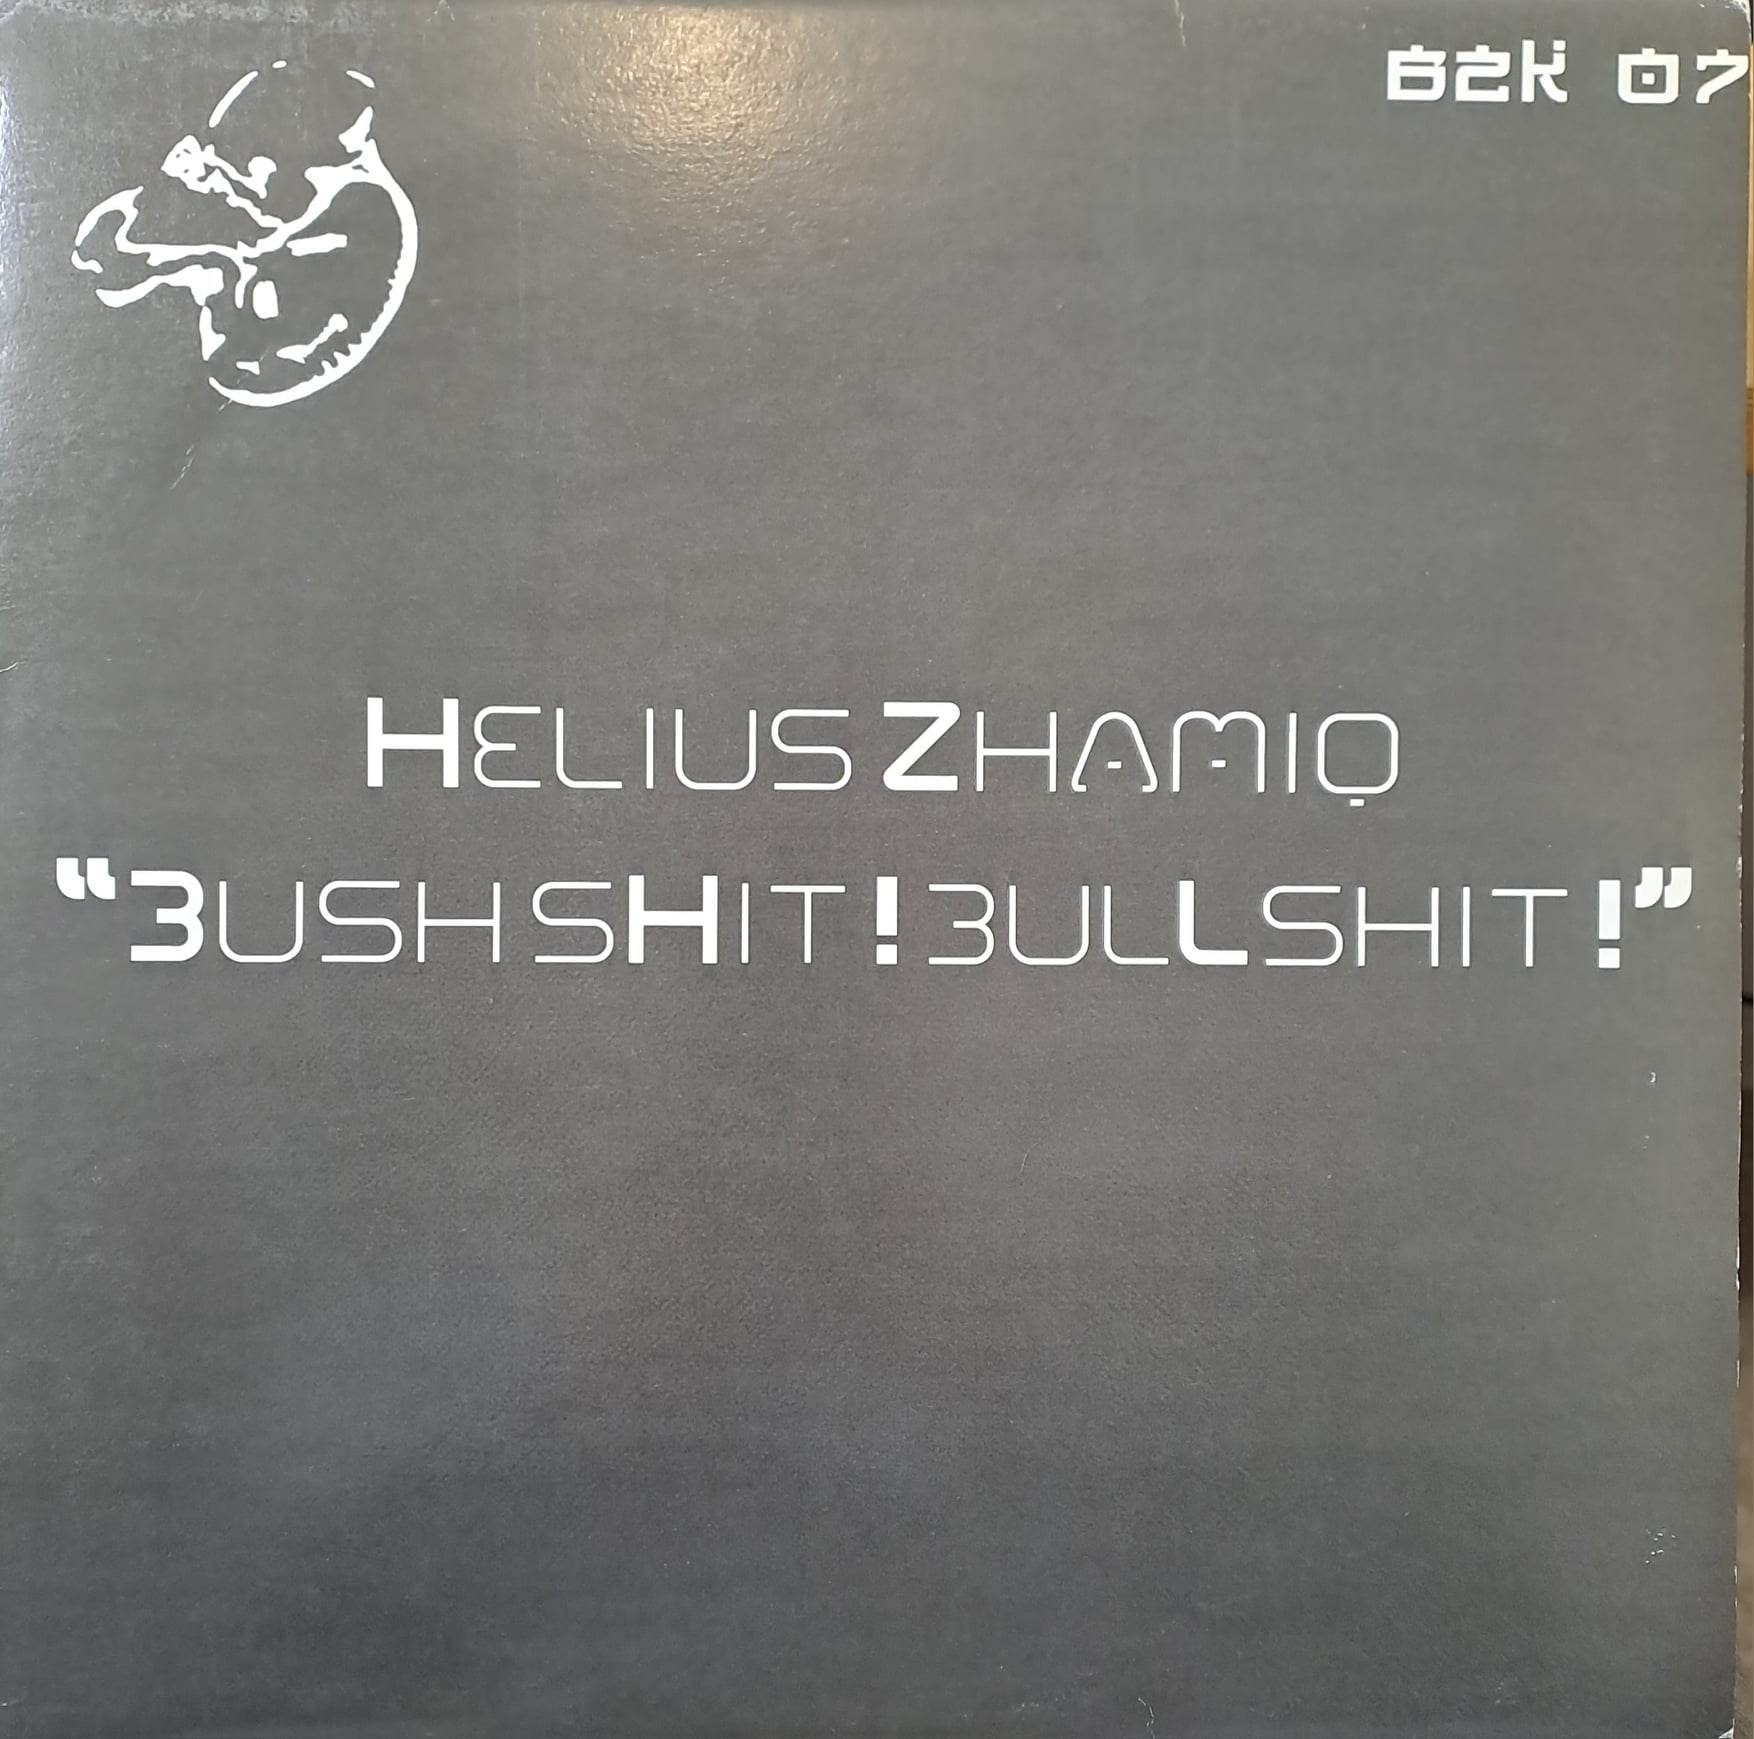 B2K 07
HELIUS ZHAMIQ
“BUSH SHIT ! BULLSHIT !”